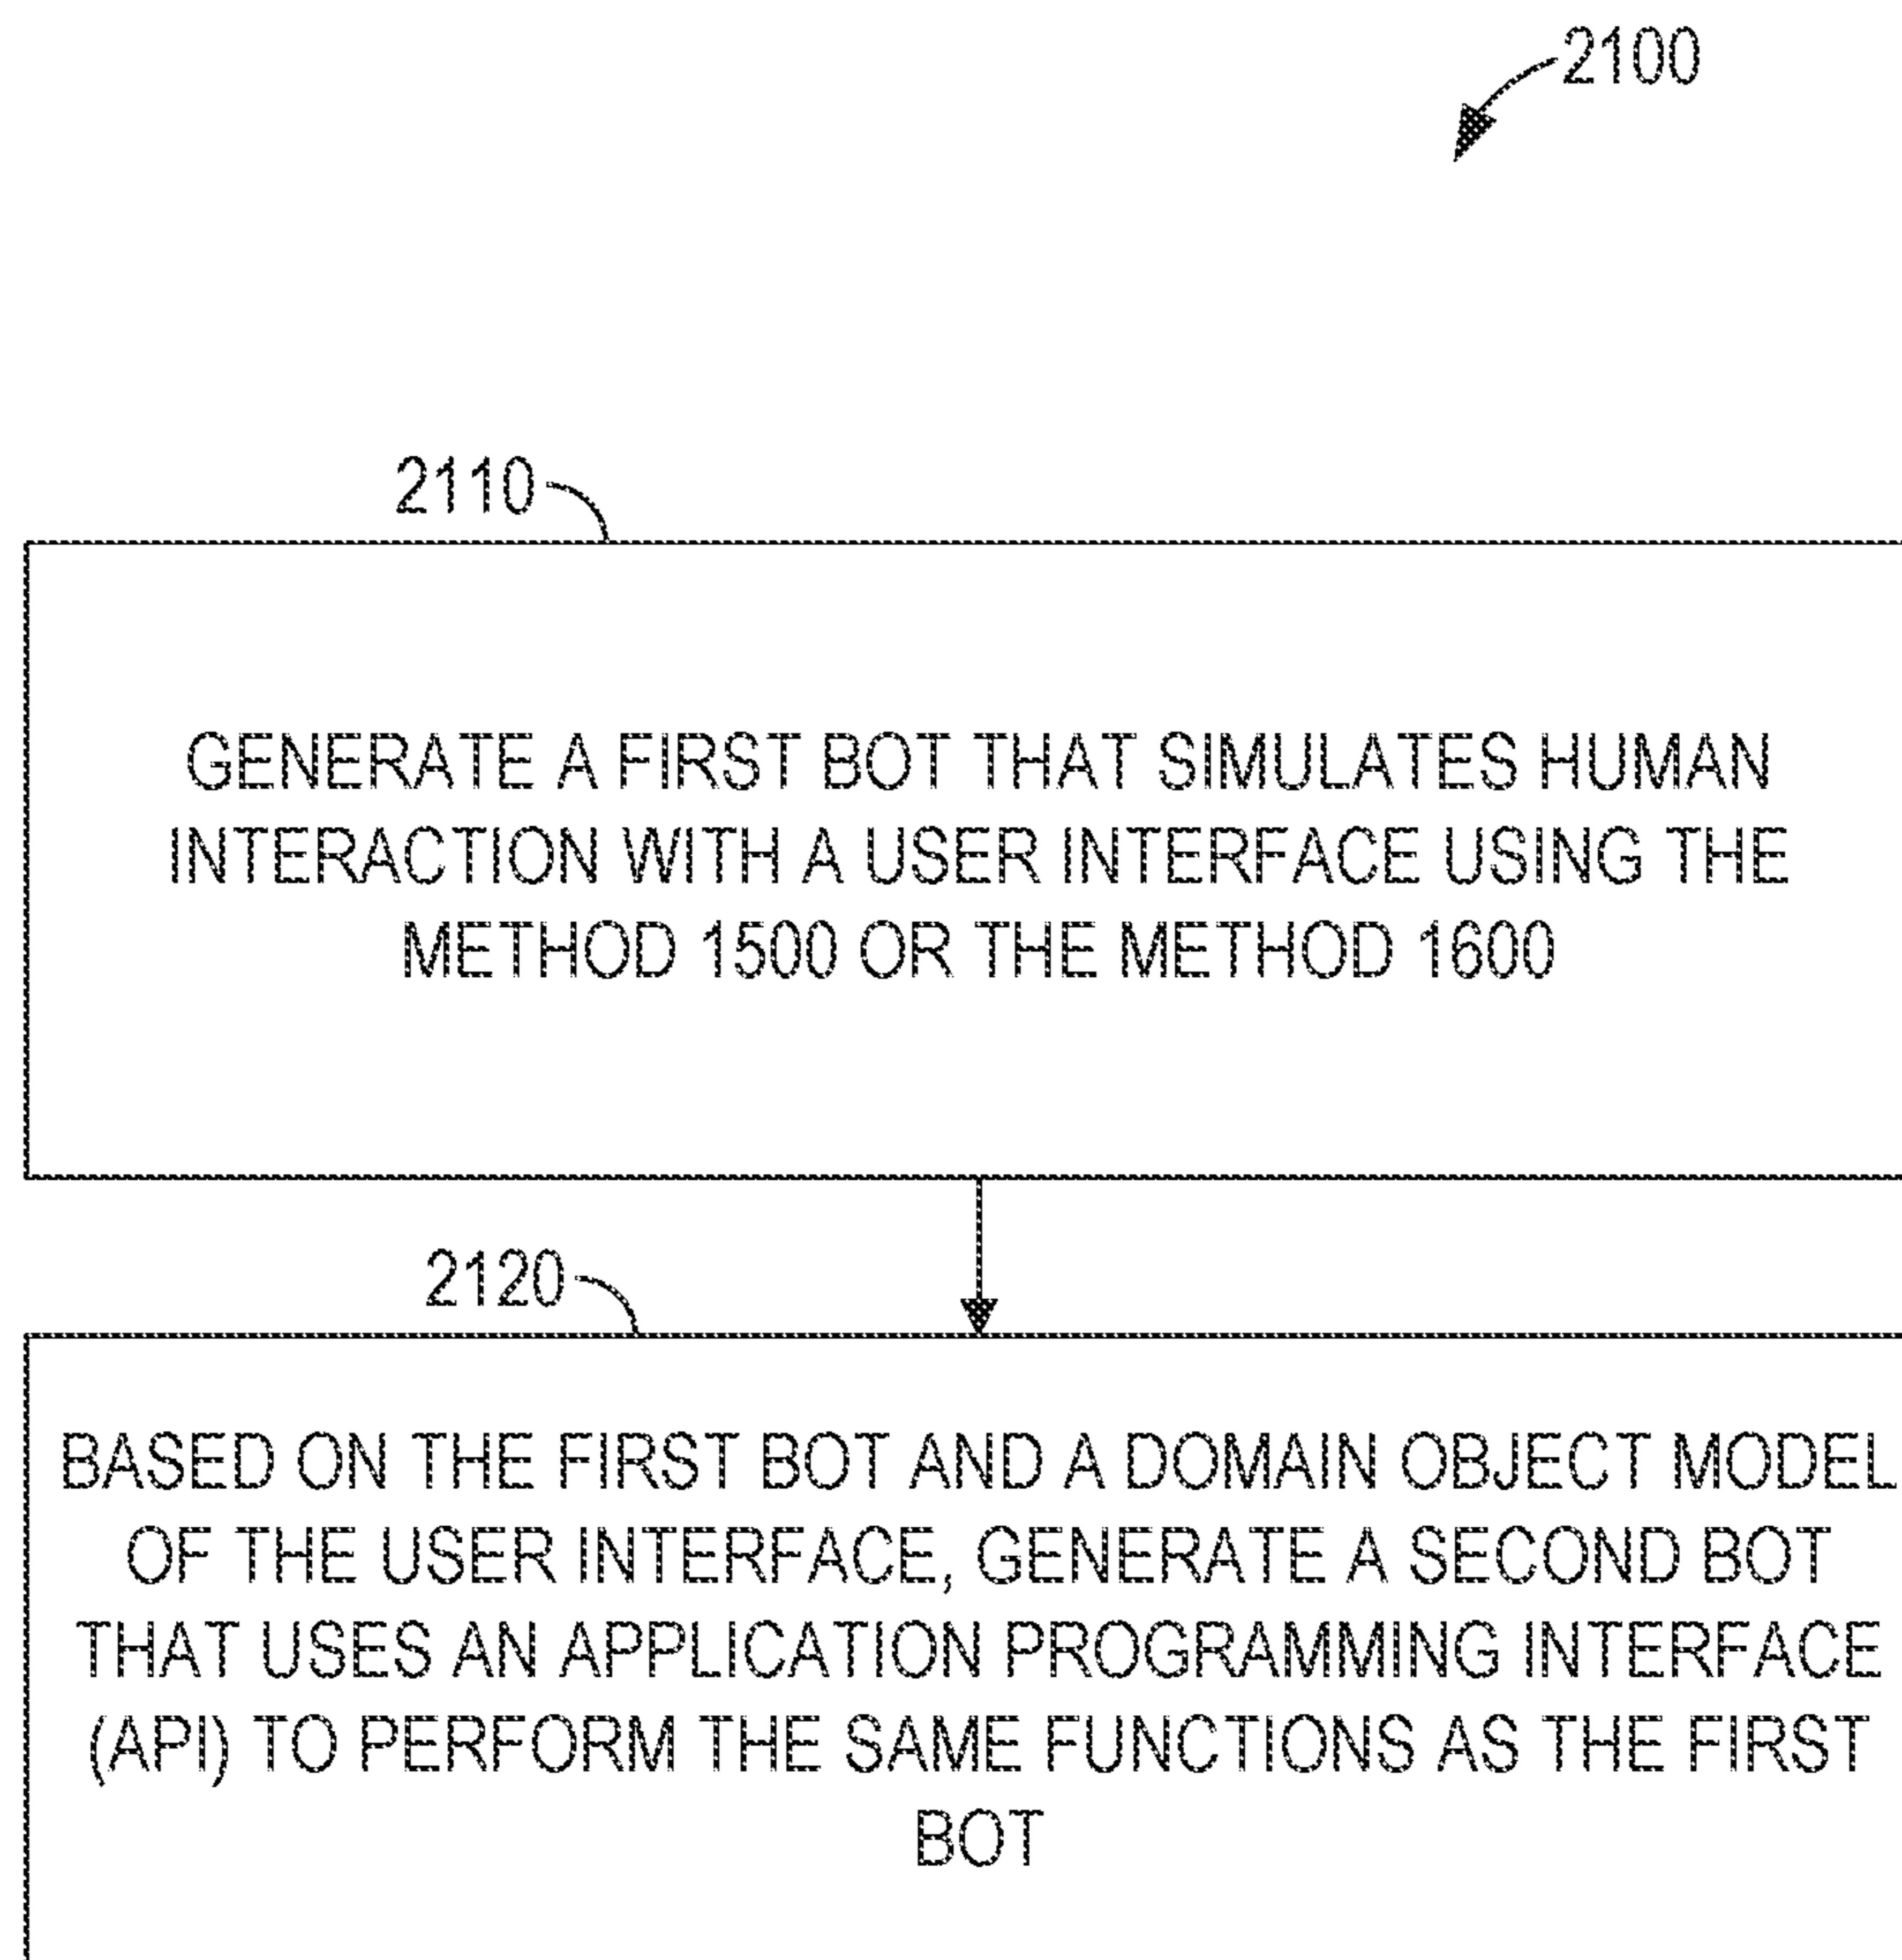 2100
2110
GENERATE A FIRST BOT THAT SIMULATES HUMAN
INTERACTION WITH A USER INTERFACE USING THE
METHOD 1500 OR THE METHOD 1600
2120
BASED ON THE FIRST BOT AND A DOMAIN OBJECT MODEL
OF THE USER INTERFACE, GENERATE A SECOND BOT
THAT USES AN APPLICATION PROGRAMMING INTERFACE
(API) TO PERFORM THE SAME FUNCTIONS AS THE FIRST
BOT